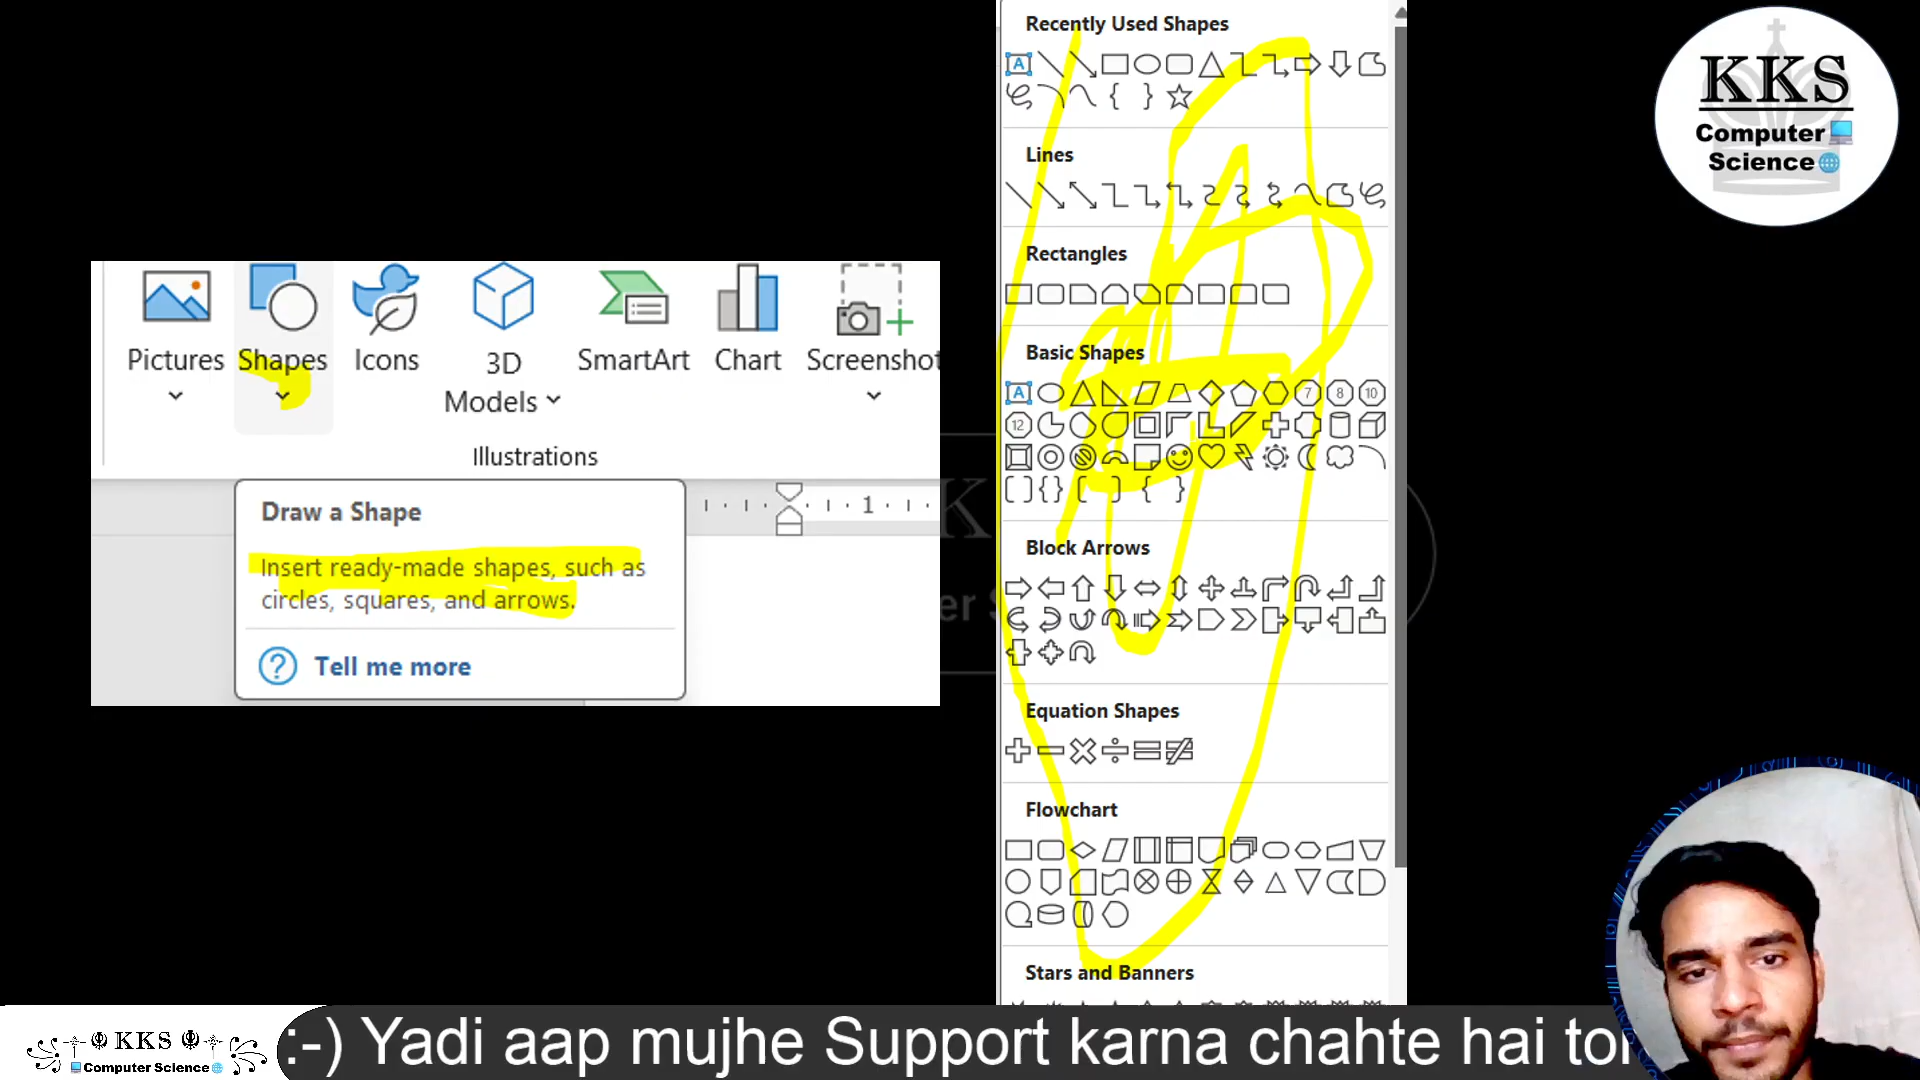 Recently Used Shapes
Lines
Rectangles
Basic Shapes
Block Arrows
Equation Shapes
Flowchart
Stars and Banners
Pictures
Shapes
Icons
3D
Models
SmartArt
Chart
Screenshot
Illustrations
Draw a Shape
Insert ready-made shapes, such as
circles, squares, and arrows.
Tell me more
1
KKS
Computer
Science
KKS
Computer Science
:-) Yadi aap mujhe Support karna chahte hai to